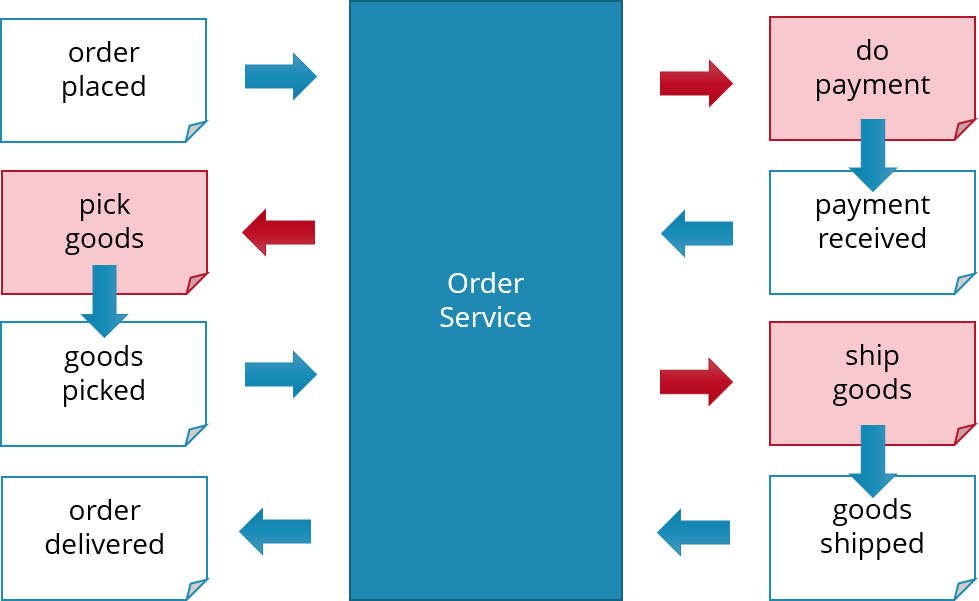 order
placed
do
payment
pick
goods
payment
received
Order
Service
goods
picked
ship
goods
order
delivered
goods
shipped